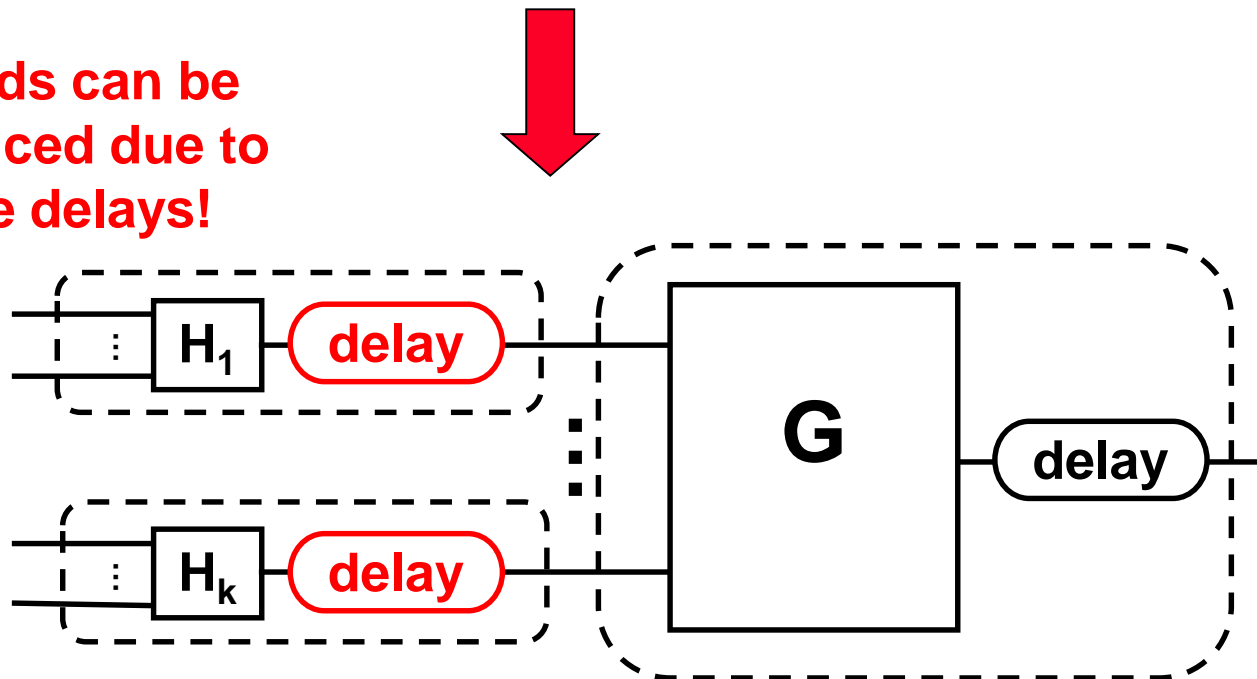 ds can be
ced due to
e delays!
H1
delay
G
delay
Hk
delay